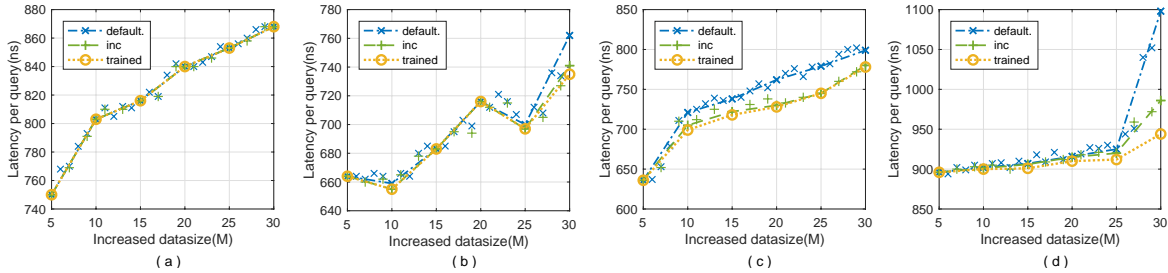 Latency per query(ns)
880
860
840
820
800
780
760
740
default.
inc
trained
5
10
15
20
25
30
Increased datasize(M)
( a )
Latency per query(ns)
780
760
740
720
700
680
660
640
default.
inc
trained
5
10
15
20
25
30
Increased datasize(M)
( b )
Latency per query(ns)
850
800
750
700
650
600
default.
inc
trained
5
10
15
20
25
30
Increased datasize(M)
( c )
Latency per query(ns)
1100
1050
1000
950
900
850
default.
inc
trained
5
10
15
20
25
30
Increased datasize(M)
( d )